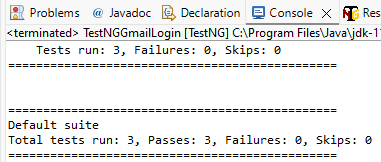 Problems @ Javadoc Declaration Console Res
<terminated> TestNGGmailLogin [TestNG] C:\Program Files\Java\jdk-1
Tests run: 3, Failures: 0, Skips: 0
===============================================
===============================================
Default suite
Total tests run: 3, Passes: 3, Failures: 0, Skips: 0
===============================================